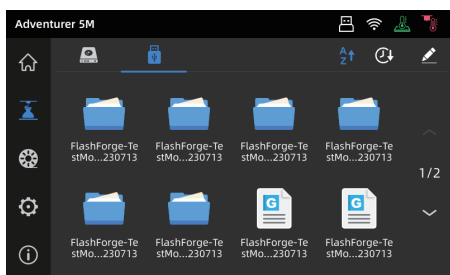 Adventurer 5M
A
Z
FlashForge-Te FlashForge-Te FlashForge-Te FlashForge-Te
stMo...230713 stMo...230713 stMo...230713 stMo...230713
1/2
G G
FlashForge-Te FlashForge-Te FlashForge-Te FlashForge-Te
stMo...230713 stMo...230713 stMo...230713 stMo...230713